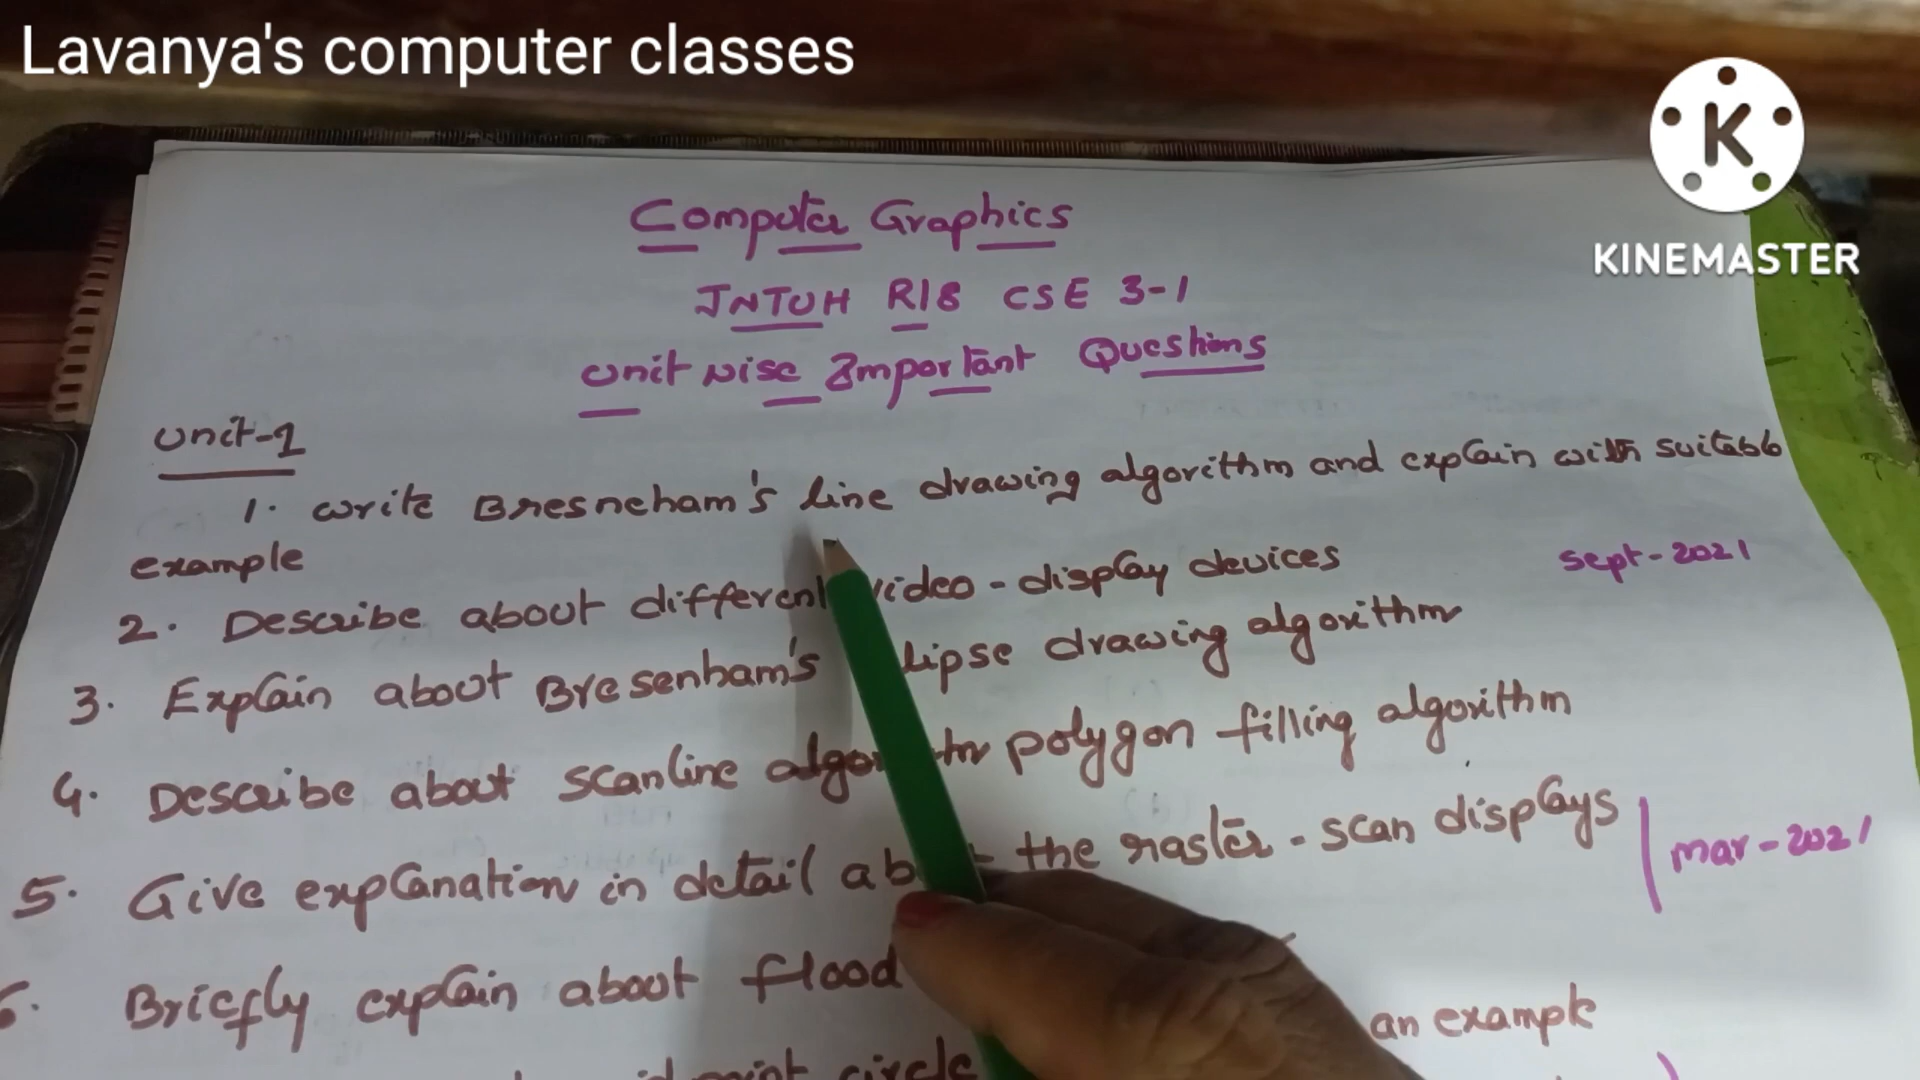 Lavanya's computer classes
K
KINEMASTER
Computer Graphics
JNTUH R18 CSE 3-1
Unit wise Important Questions
Unit-1
1. Write Bresneham's line drawing algorithm and explain with suitable
example
2. Describe about different video - display devices Sept-2021
3. Explain about Bresenham's lipse drawing algorithm
4. Describe about scanline algorithm polygon filling algorithm
5. Give explanation in detail ab the raster - scan displays mar-2021
6. Briefly explain about flood an example
circle